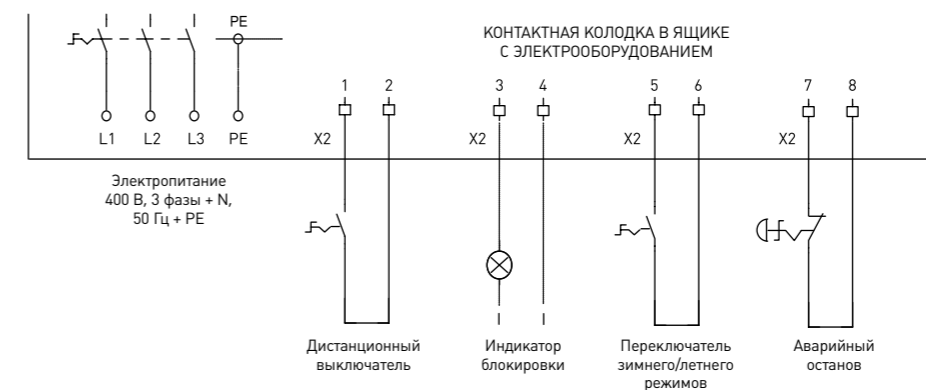 PE
КОНТАКТНАЯ КОЛОДКА В ЯЩИКЕ
С ЭЛЕКТРООБОРУДОВАНИЕМ
1 2 3 4 5 6 7 8
L1 L2 L3 PE X2 X2 X2 X2
Электропитание
400 В, 3 фазы + N,
50 Гц + PE
Дистанционный
выключатель
Индикатор
блокировки
Переключатель
зимнего/летнего
режимов
Аварийный
останов